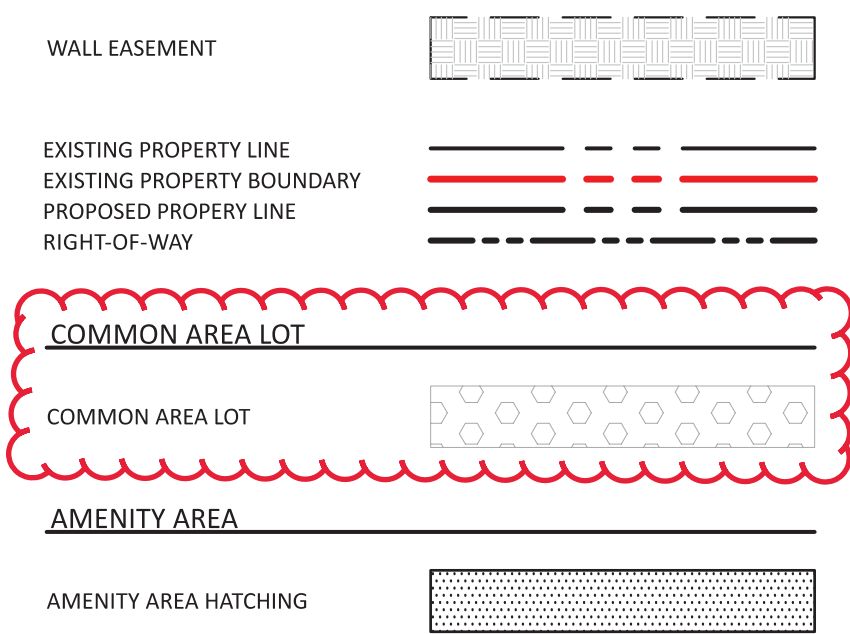 WALL EASEMENT
EXISTING PROPERTY LINE
EXISTING PROPERTY BOUNDARY
PROPOSED PROPERY LINE
RIGHT-OF-WAY
COMMON AREA LOT
COMMON AREA LOT
AMENITY AREA
AMENITY AREA HATCHING